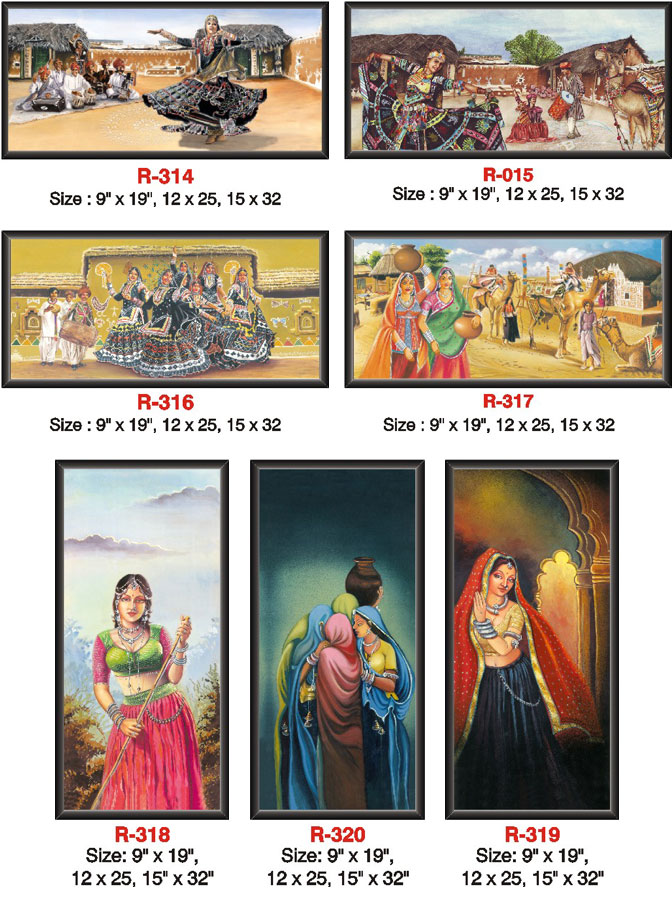 R-314
Size : 9" x 19", 12 x 25, 15 x 32
R-015
Size : 9" x 19", 12 x 25, 15 x 32
R-316
Size : 9" x 19", 12 x 25, 15 x 32
R-317
Size : 9" x 19", 12 x 25, 15 x 32
R-318
Size: 9" x 19",
12 x 25, 15" x 32"
R-320
Size: 9" x 19",
12 x 25, 15" x 32"
R-319
Size: 9" x 19",
12 x 25, 15" x 32"